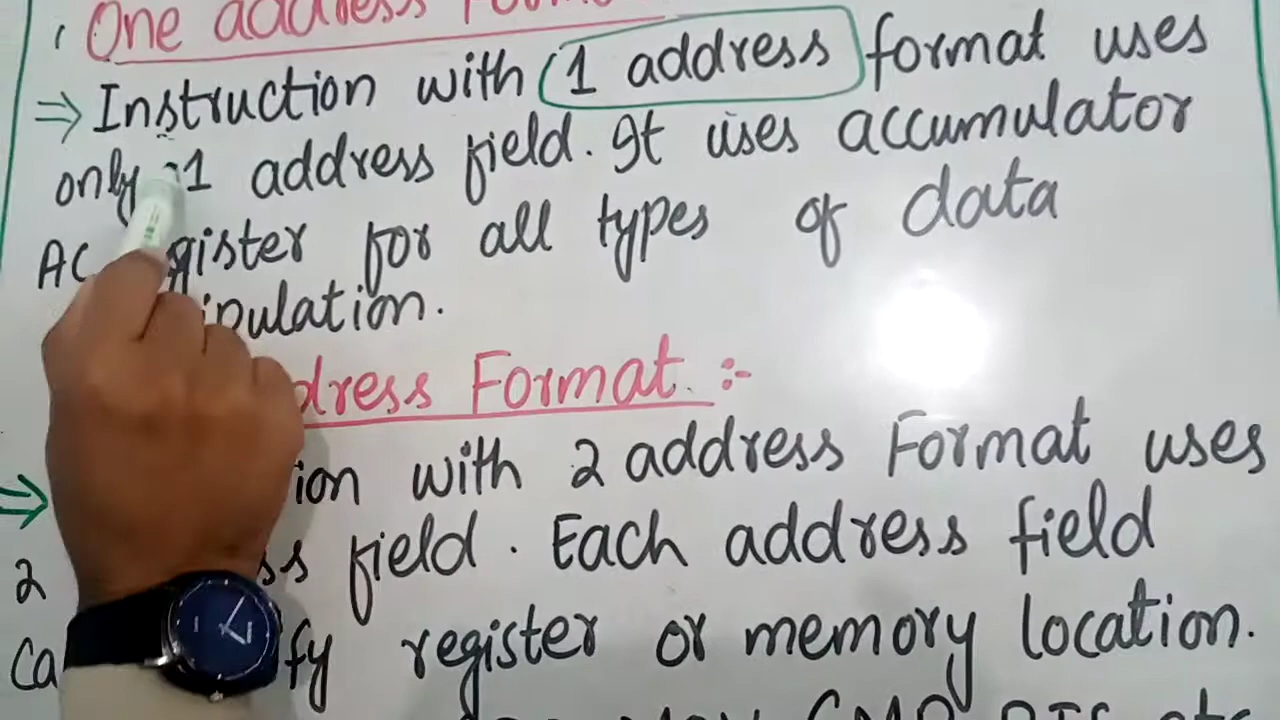 One address
⇒ Instruction with 1 address format uses
only 1 address field. It uses accumulator
AC gister for all types of data
ipulation.
dress Format :-
⇒ ion with 2 address Format uses
2 ss field. Each address field
Ca ify register or memory location.